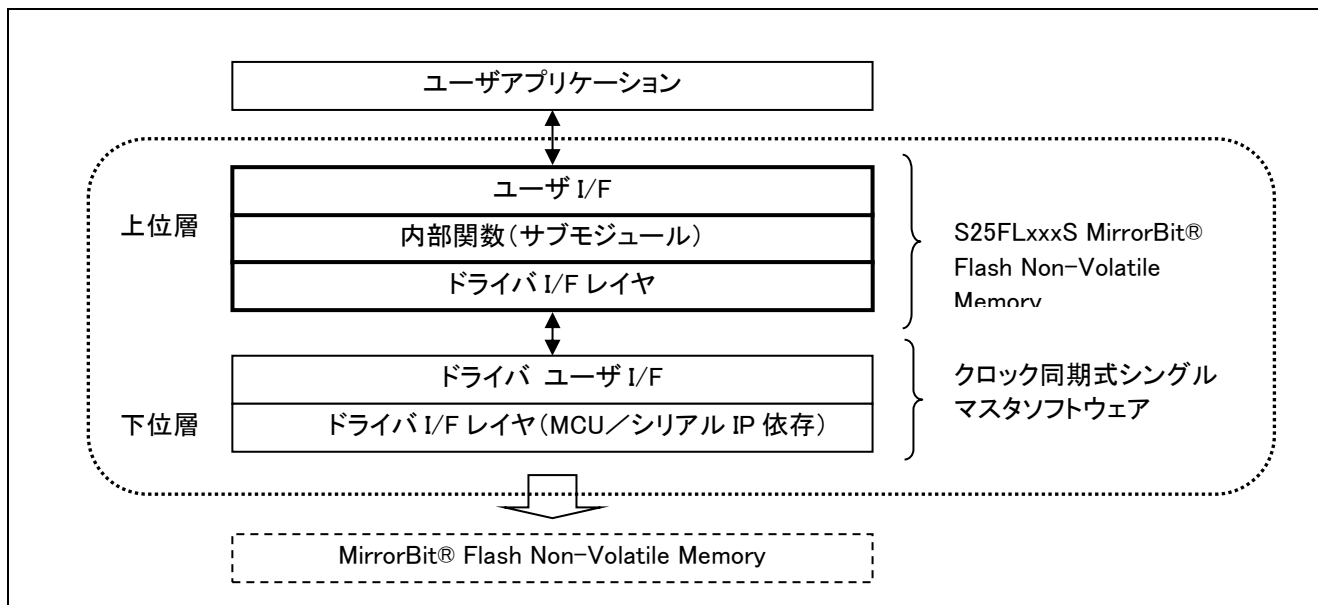 ユーザアプリケーション
上位層
ユーザ I/F
内部関数(サブモジュール)
ドライバ I/F レイヤ
S25FLxxxS MirrorBit®
Flash Non-Volatile
Memory
下位層
ドライバ ユーザ I/F
ドライバ I/F レイヤ(MCU/シリアル IP 依存)
クロック同期式シングル
マスタソフトウェア
MirrorBit® Flash Non-Volatile Memory